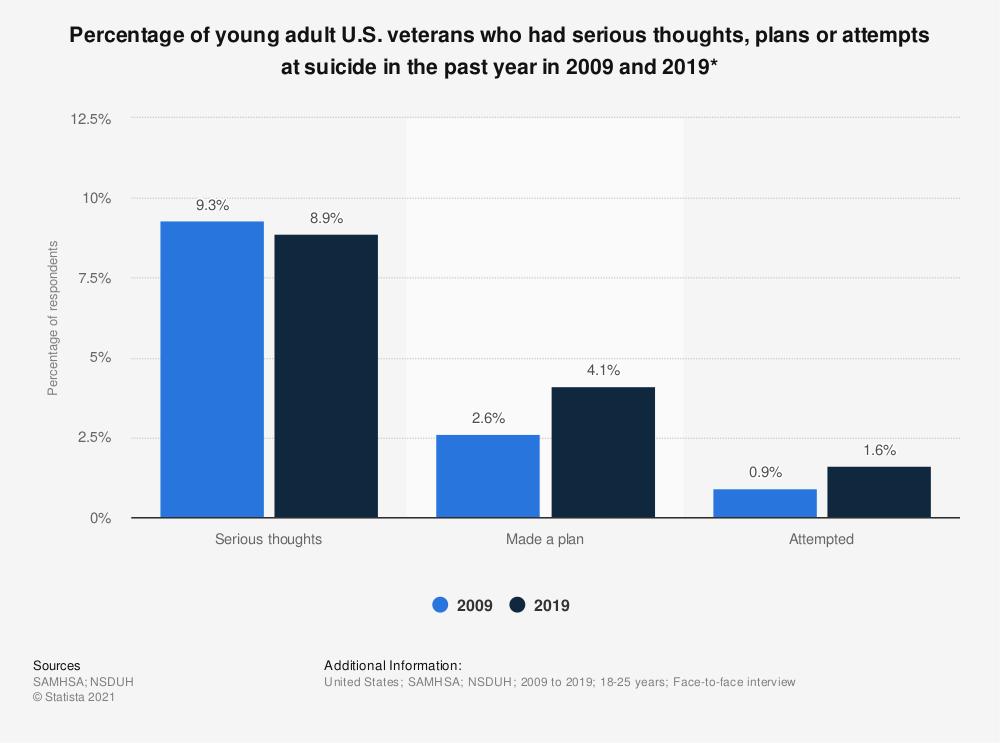 Percentage of young adult U.S. veterans who had serious thoughts, plans or attempts
at suicide in the past year in 2009 and 2019*
Percentage of respondents
12.5%
10%
7.5%
5%
2.5%
0%
9.3%
8.9%
2.6%
4.1%
0.9%
1.6%
Serious thoughts
Made a plan
Attempted
2009
2019
Sources
SAMHSA; NSDUH
© Statista 2021
Additional Information:
United States; SAMHSA; NSDUH; 2009 to 2019; 18-25 years; Face-to-face interview